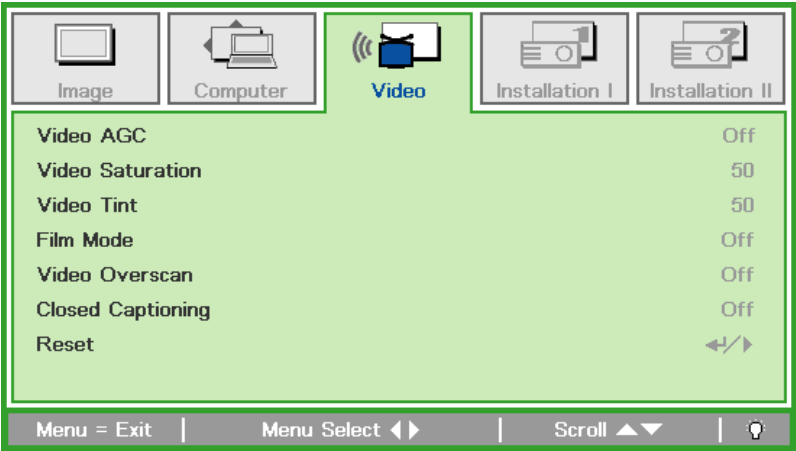 Image Computer Video Installation I Installation II
Video AGC Off
Video Saturation 50
Video Tint 50
Film Mode Off
Video Overscan Off
Closed Captioning Off
Reset ↵/▶
Menu = Exit | Menu Select ◀▶ | Scroll ▲▼ |